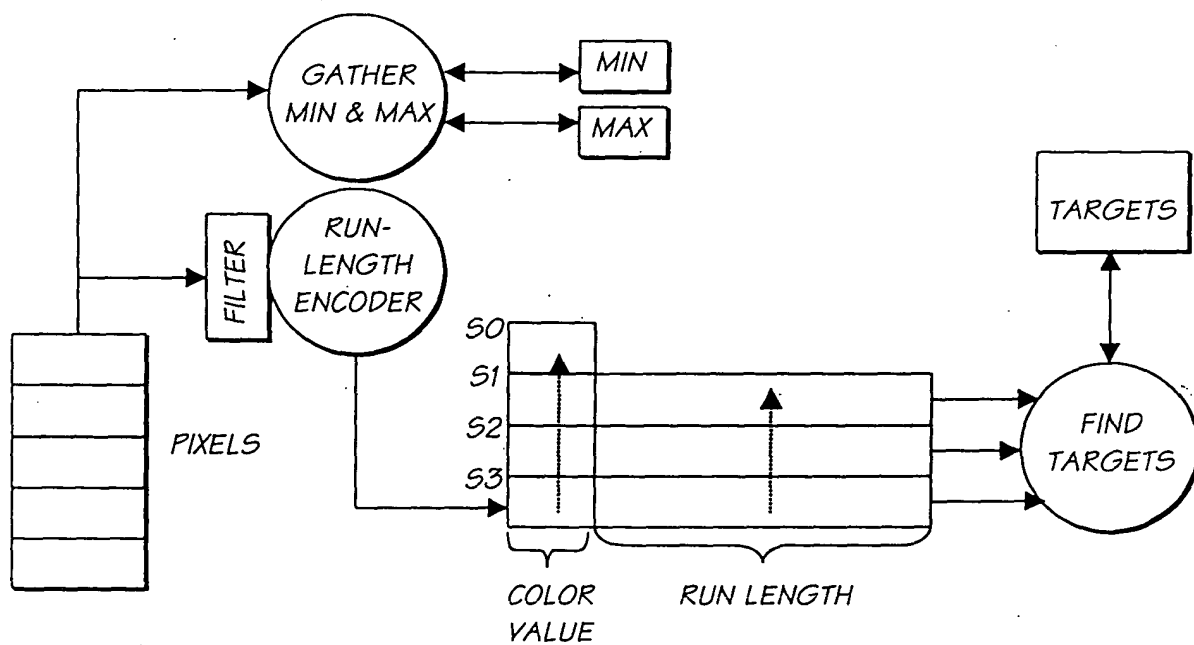 GATHER
MIN & MAX
MIN
MAX
TARGETS
FILTER
RUN-
LENGTH
ENCODER
S0
S1
S2
S3
PIXELS
FIND
TARGETS
COLOR
VALUE
RUN LENGTH